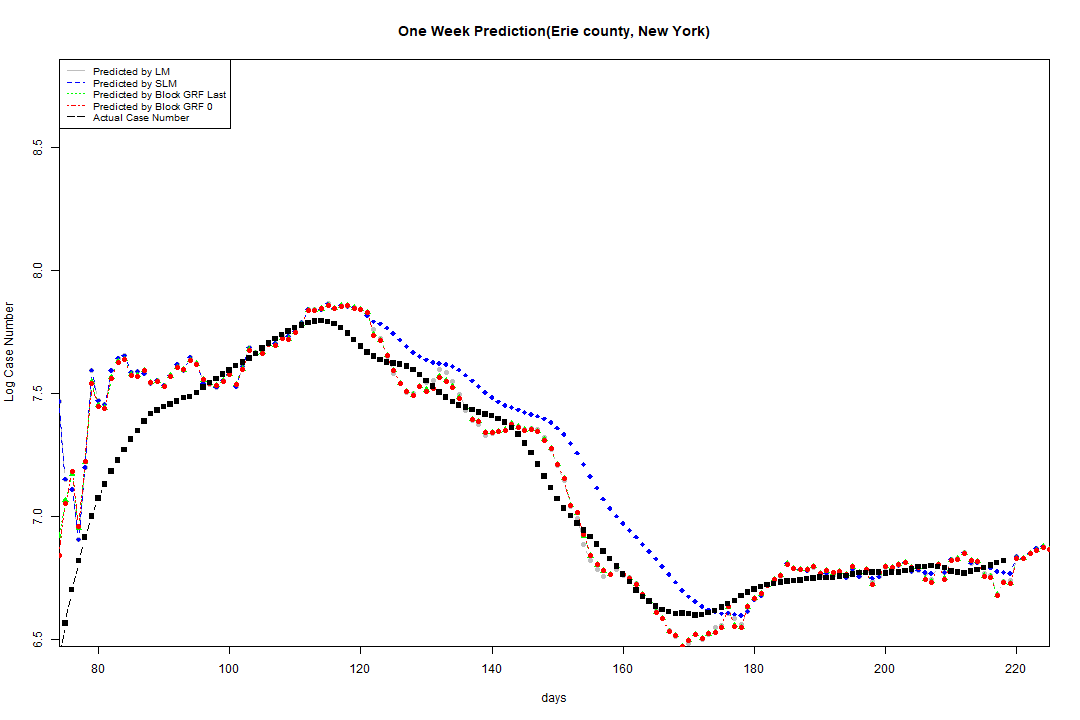 One Week Prediction(Erie county, New York)
Predicted by LM
Predicted by SLM
Predicted by Block GRF Last
Predicted by Block GRF 0
Actual Case Number
8.5
8.0
7.5
7.0
6.5
Log Case Number
80 100 120 140 160 180 200 220
days